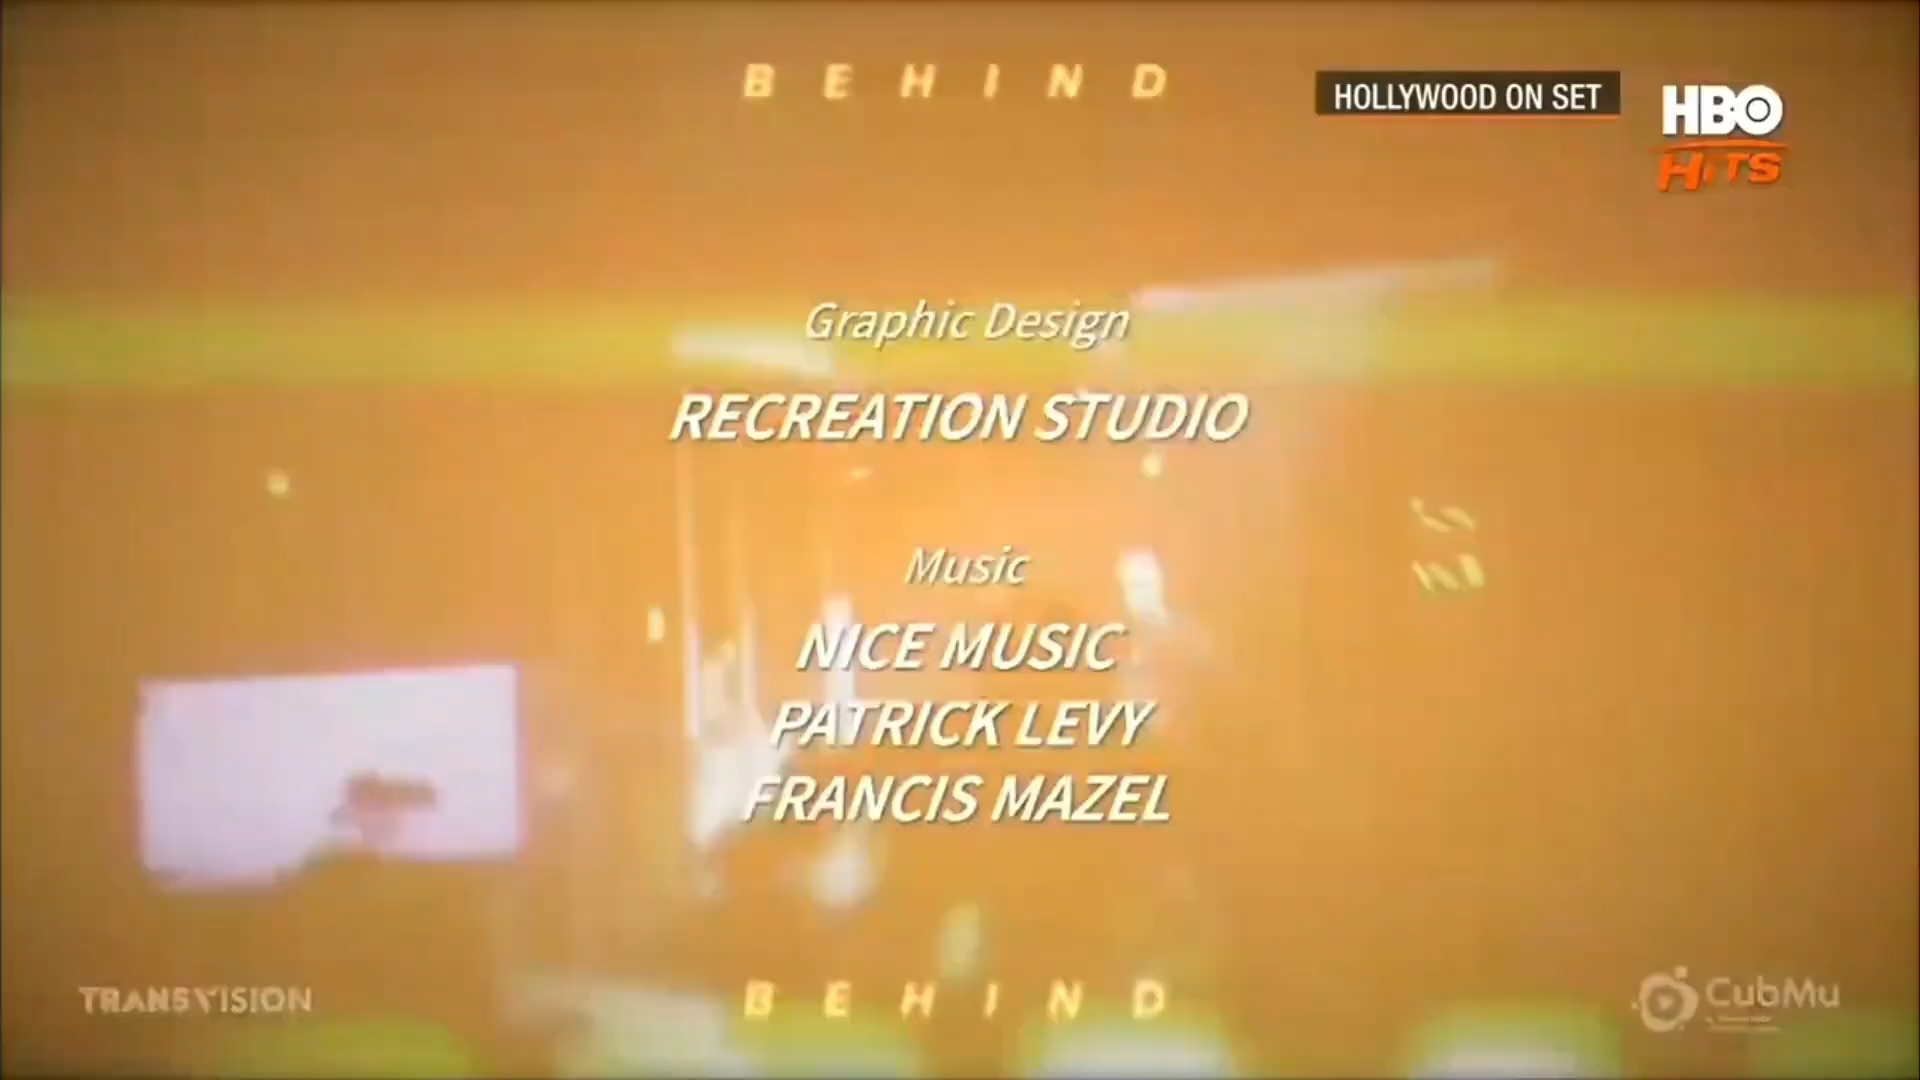 BEHIND
HOLLYWOOD ON SET
HBO
HITS
Graphic Design
RECREATION STUDIO
Music
NICE MUSIC
PATRICK LEVY
FRANCIS MAZEL
TRANSVISION
BEHIND
CubMu